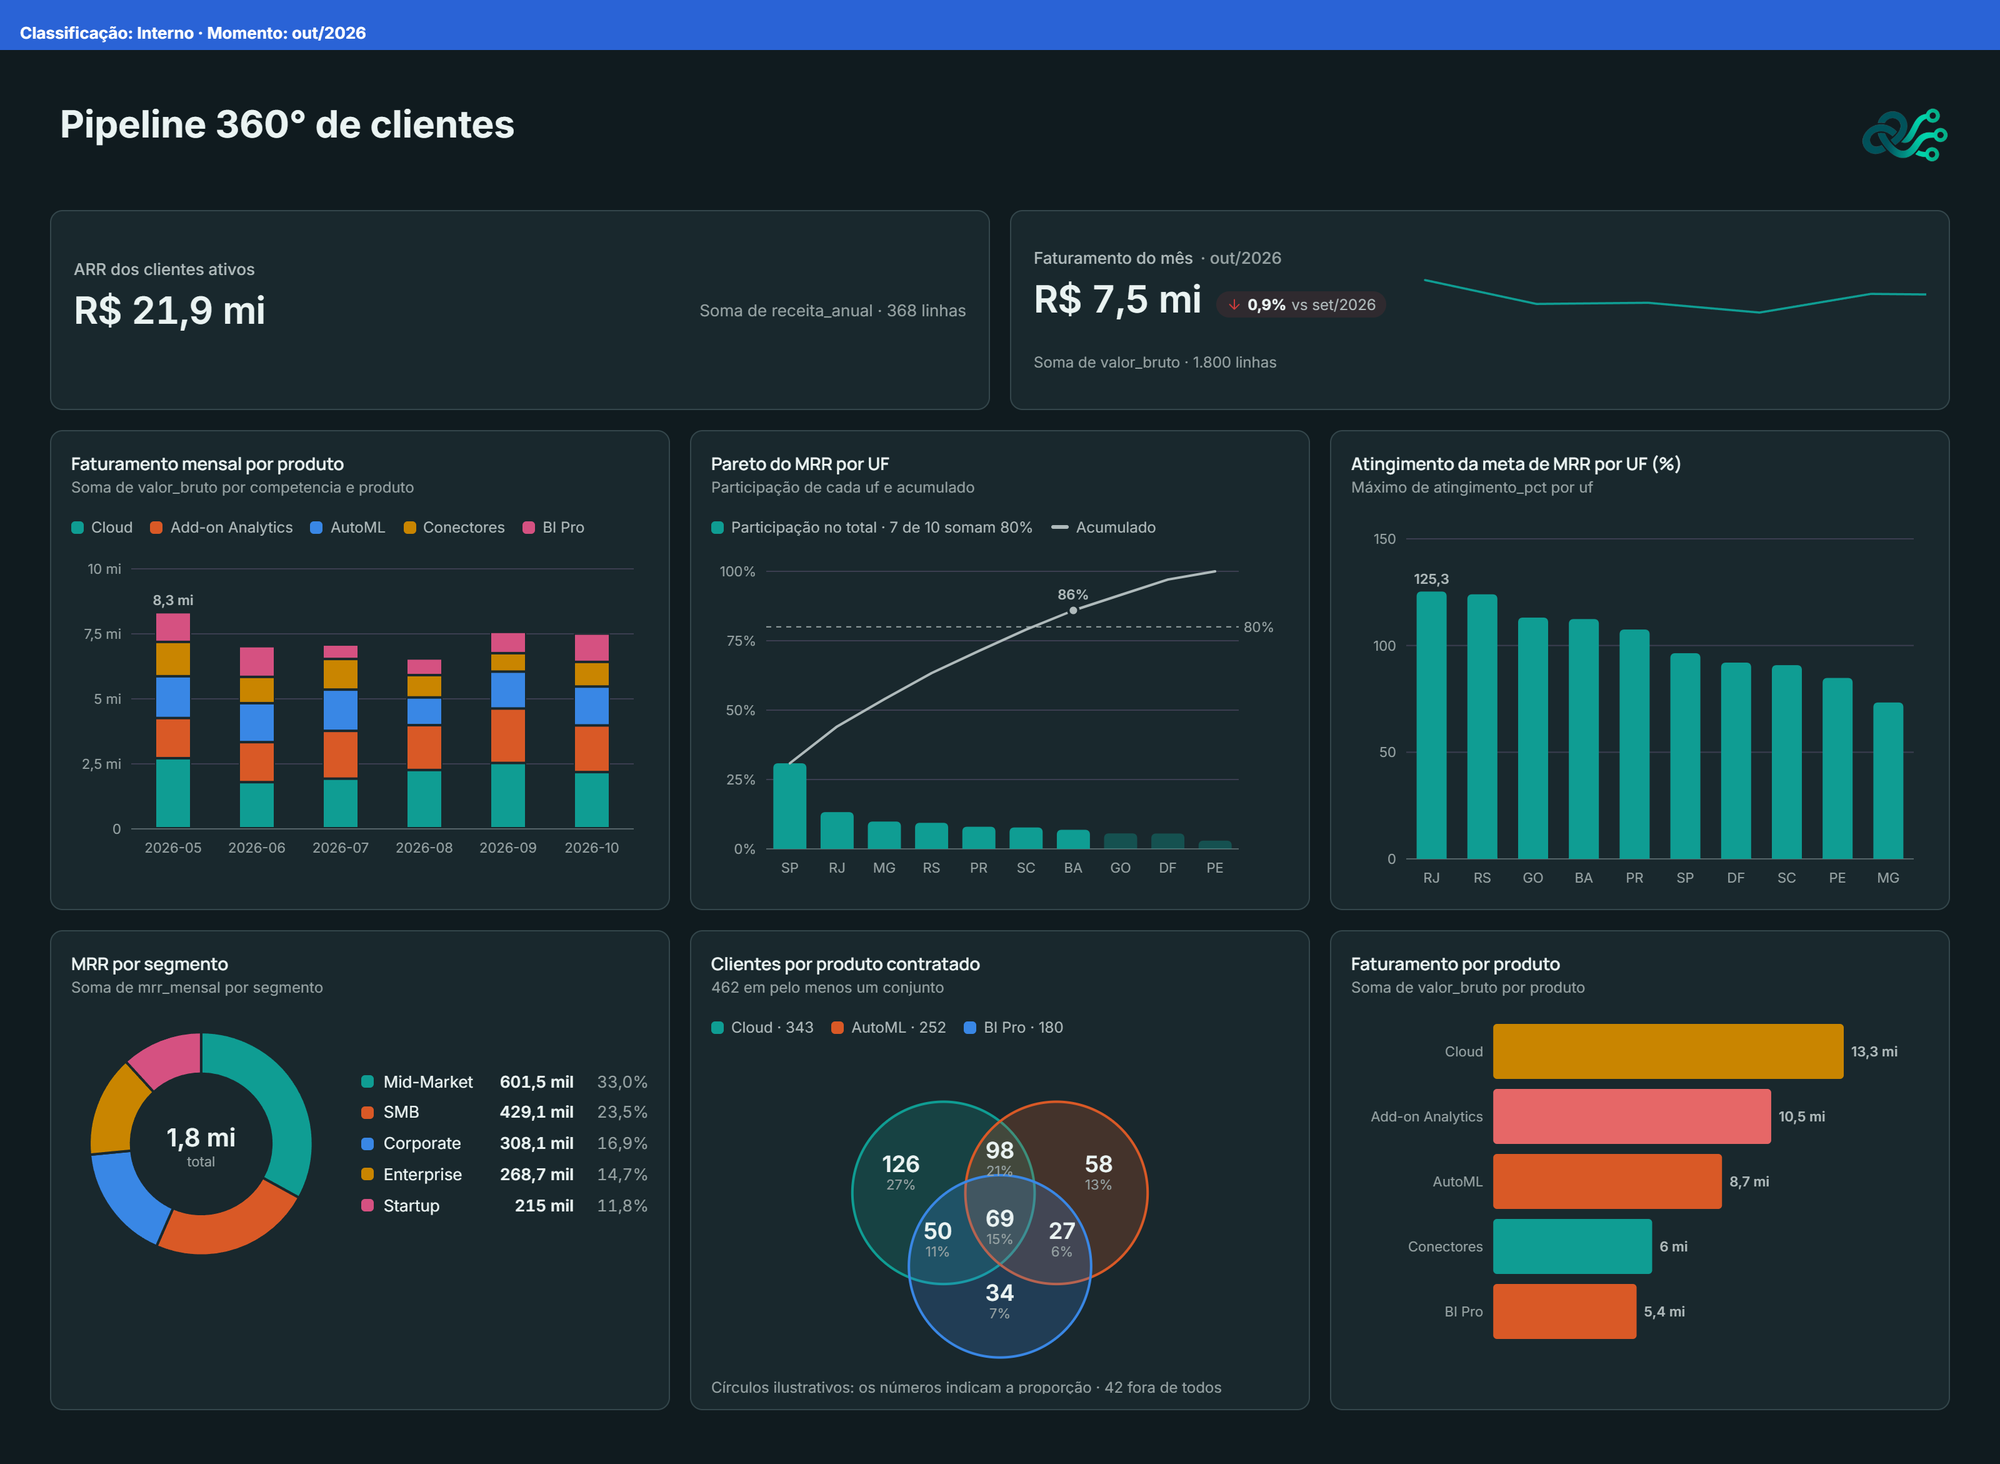 Classificação: Interno · Momento: out/2026
Pipeline 360° de clientes
ARR dos clientes ativos
R$ 21,9 mi
Soma de receita_anual · 368 linhas
Faturamento do mês · out/2026
R$ 7,5 mi
↓ 0,9% vs set/2026
Soma de valor_bruto · 1.800 linhas
Faturamento mensal por produto
Soma de valor_bruto por competencia e produto
Cloud Add-on Analytics AutoML Conectores BI Pro
10 mi
8,3 mi
7,5 mi
5 mi
2,5 mi
0
2026-05 2026-06 2026-07 2026-08 2026-09 2026-10
Pareto do MRR por UF
Participação de cada uf e acumulado
Participação no total · 7 de 10 somam 80% Acumulado
100%
86%
80%
75%
50%
25%
0%
SP RJ MG RS PR SC BA GO DF PE
Atingimento da meta de MRR por UF (%)
Máximo de atingimento_pct por uf
150
125,3
100
50
0
RJ RS GO BA PR SP DF SC PE MG
MRR por segmento
Soma de mrr_mensal por segmento
1,8 mi
total
Mid-Market 601,5 mil 33,0%
SMB 429,1 mil 23,5%
Corporate 308,1 mil 16,9%
Enterprise 268,7 mil 14,7%
Startup 215 mil 11,8%
Clientes por produto contratado
462 em pelo menos um conjunto
Cloud · 343 AutoML · 252 BI Pro · 180
126
27%
98
21%
58
13%
50
11%
69
15%
27
6%
34
7%
Círculos ilustrativos: os números indicam a proporção · 42 fora de todos
Faturamento por produto
Soma de valor_bruto por produto
Cloud 13,3 mi
Add-on Analytics 10,5 mi
AutoML 8,7 mi
Conectores 6 mi
BI Pro 5,4 mi